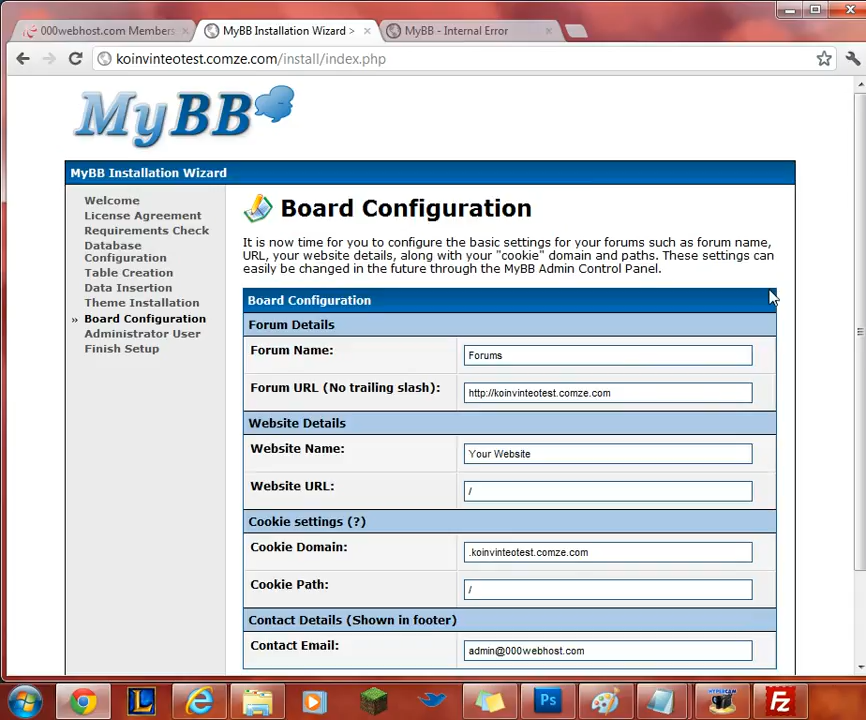 000webhost.com Members
MyBB Installation Wizard >
MyBB - Internal Error
koinvinteotest.comze.com/install/index.php
MyBB
MyBB Installation Wizard
Welcome
License Agreement
Requirements Check
Database
Configuration
Table Creation
Data Insertion
Theme Installation
» Board Configuration
Administrator User
Finish Setup
Board Configuration
It is now time for you to configure the basic settings for your forums such as forum name,
URL, your website details, along with your "cookie" domain and paths. These settings can
easily be changed in the future through the MyBB Admin Control Panel.
Board Configuration
Forum Details
Forum Name: Forums
Forum URL (No trailing slash): http://koinvinteotest.comze.com
Website Details
Website Name: Your Website
Website URL: /
Cookie settings (?)
Cookie Domain: .koinvinteotest.comze.com
Cookie Path: /
Contact Details (Shown in footer)
Contact Email: admin@000webhost.com
Ps
HYPERCAM
Fz